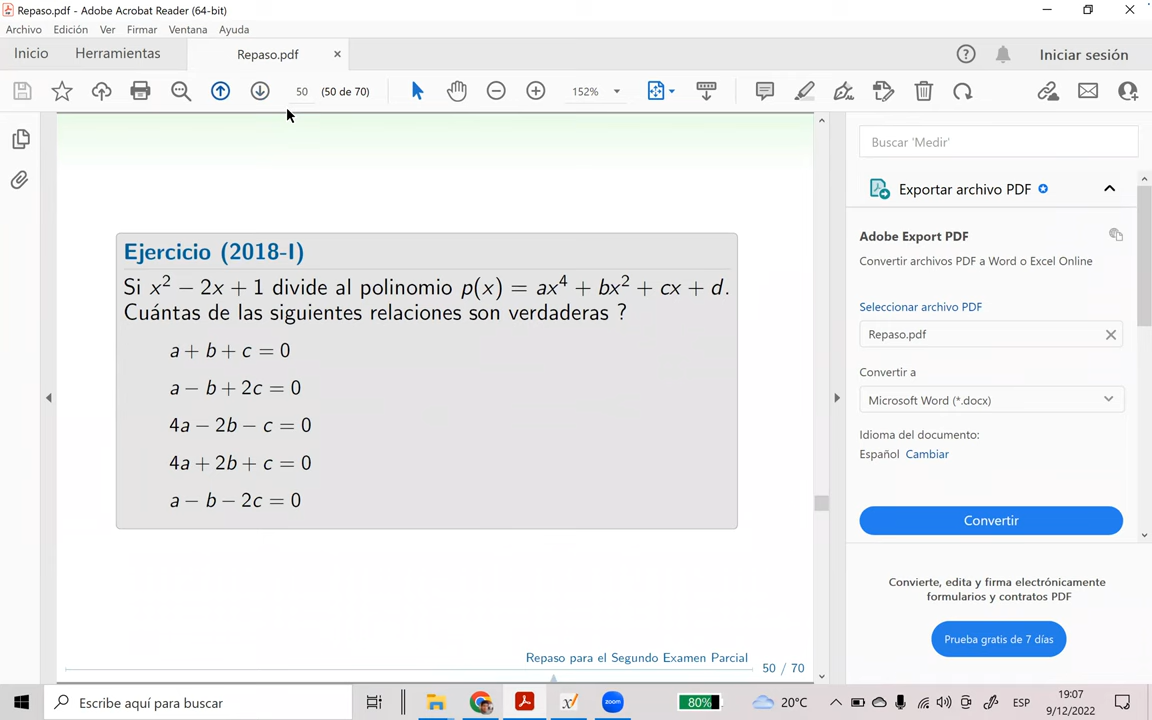 Repaso.pdf - Adobe Acrobat Reader (64-bit)
Archivo Edición Ver Firmar Ventana Ayuda
Inicio Herramientas Repaso.pdf × Iniciar sesión
50 (50 de 70) 152%
Buscar 'Medir'
Exportar archivo PDF
Adobe Export PDF
Convertir archivos PDF a Word o Excel Online
Seleccionar archivo PDF
Repaso.pdf
Convertir a
Microsoft Word (*.docx)
Idioma del documento:
Español Cambiar
Convertir
Convierte, edita y firma electrónicamente
formularios y contratos PDF
Prueba gratis de 7 días
Ejercicio (2018-I)
Si x² − 2x + 1 divide al polinomio p(x) = ax⁴ + bx² + cx + d.
Cuántas de las siguientes relaciones son verdaderas ?
a + b + c = 0
a − b + 2c = 0
4a − 2b − c = 0
4a + 2b + c = 0
a − b − 2c = 0
Repaso para el Segundo Examen Parcial 50 / 70
Escribe aquí para buscar zoom 80% 20°C ESP 19:07
9/12/2022